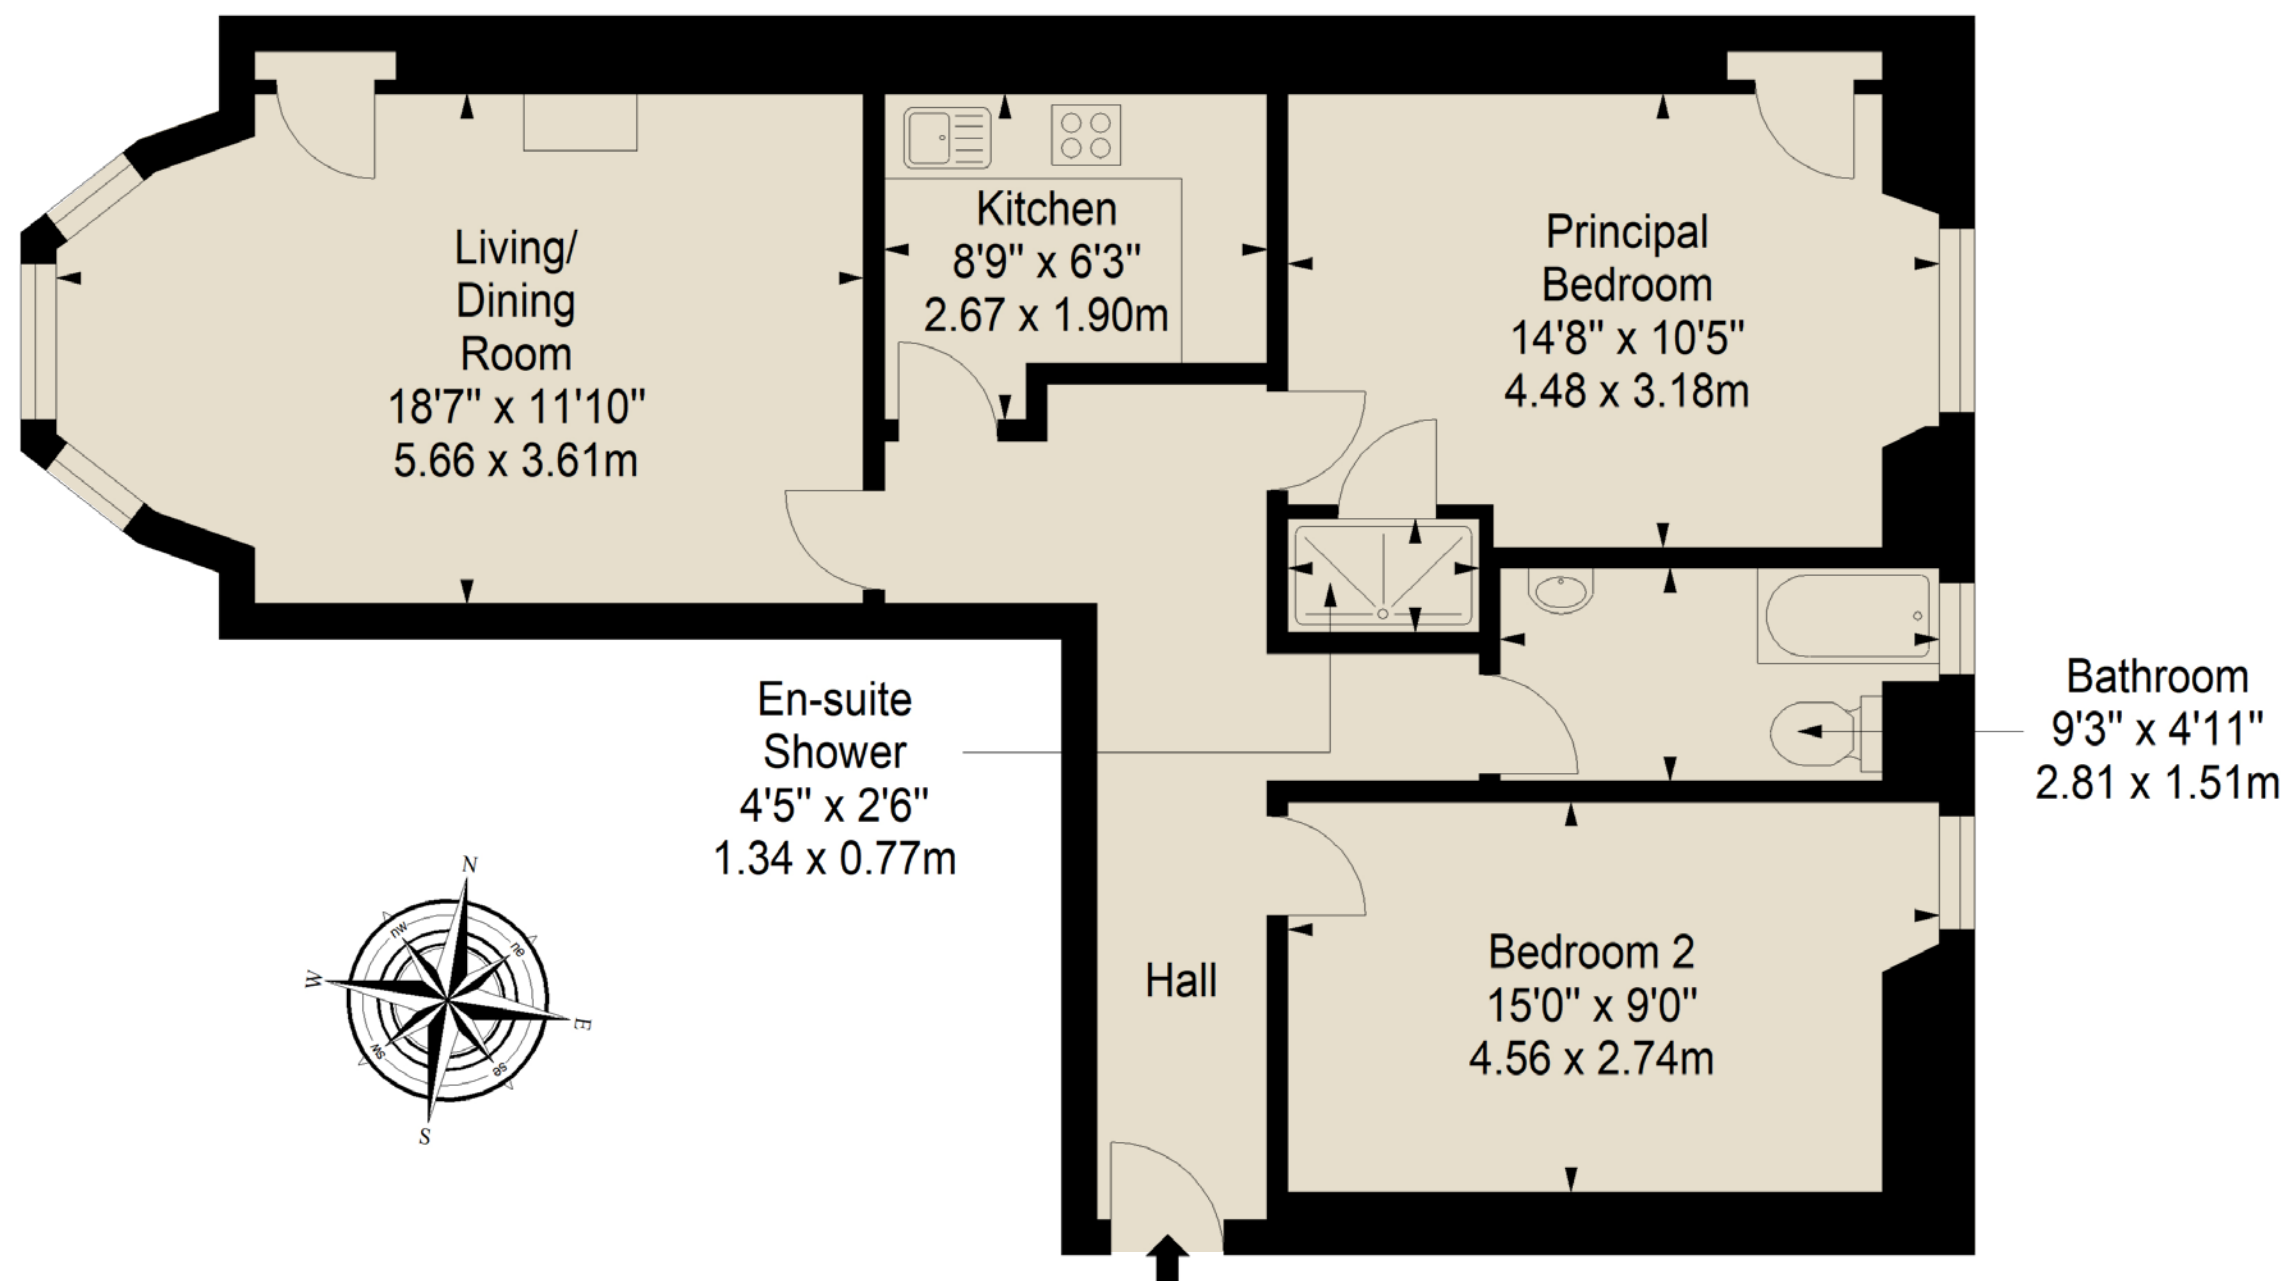 Living/
Dining
Room
18'7" x 11'10"
5.66 x 3.61m
Kitchen
8'9" x 6'3"
2.67 x 1.90m
Principal
Bedroom
14'8" x 10'5"
4.48 x 3.18m
En-suite
Shower
4'5" x 2'6"
1.34 x 0.77m
Bathroom
9'3" x 4'11"
2.81 x 1.51m
Hall
Bedroom 2
15'0" x 9'0"
4.56 x 2.74m
N
nw
ne
W
E
sw
se
S